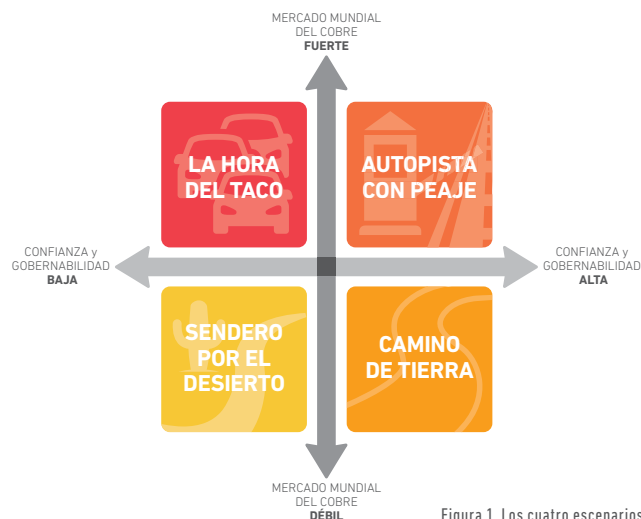 MERCADO MUNDIAL
DEL COBRE
FUERTE
LA HORA
DEL TACO
AUTOPISTA
CON PEAJE
CONFIANZA y
GOBERNABILIDAD
BAJA
CONFIANZA y
GOBERNABILIDAD
ALTA
SENDERO
POR EL
DESIERTO
CAMINO
DE TIERRA
MERCADO MUNDIAL
DEL COBRE
DÉBIL
Figura 1. Los cuatro escenarios